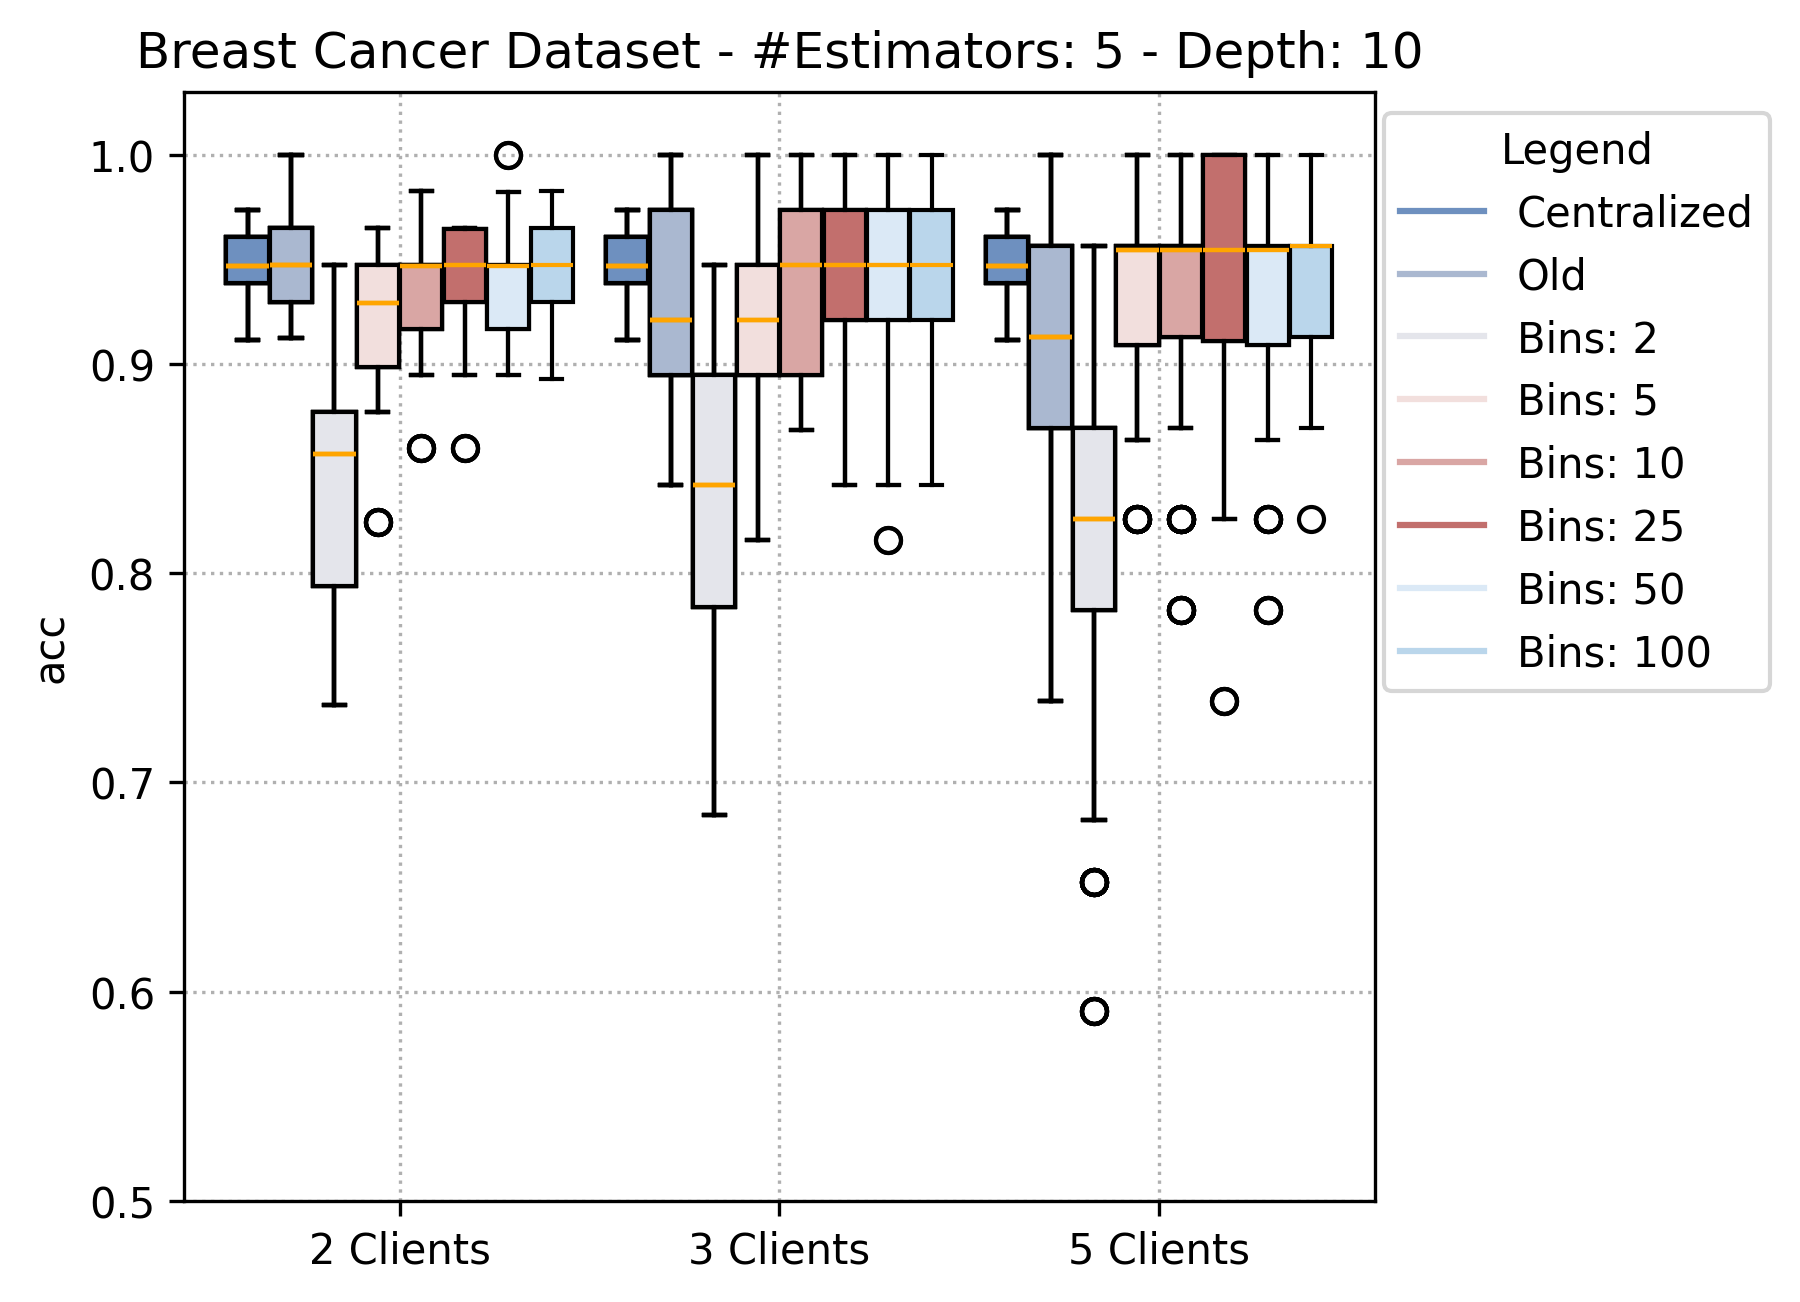 Breast Cancer Dataset - #Estimators: 5 - Depth: 10
1.0
0.9
0.8
0.7
0.6
0.5
acc
2 Clients
3 Clients
5 Clients
Legend
Centralized
Old
Bins: 2
Bins: 5
Bins: 10
Bins: 25
Bins: 50
Bins: 100